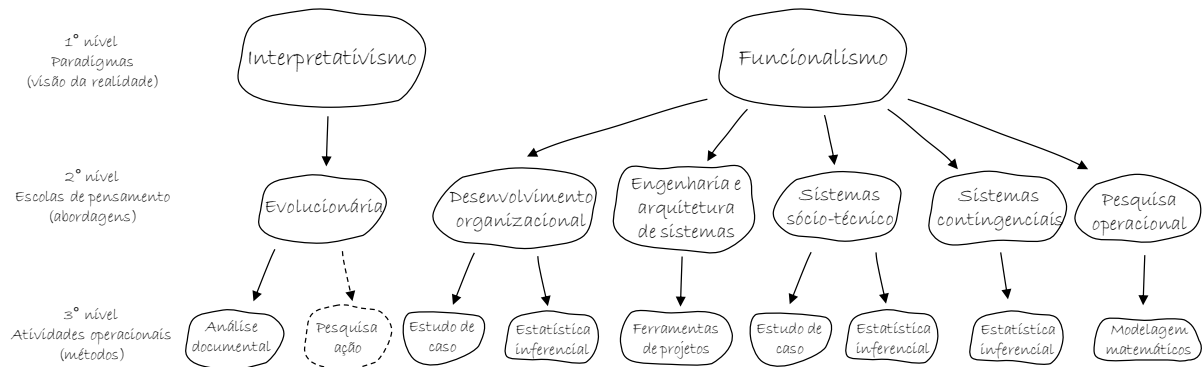 1° nível
Paradigmas
(visão da realidade)
Interpretativismo
Funcionalismo
2° nível
Escolas de pensamento
(abordagens)
Evolucionária
Desenvolvimento
organizacional
Engenharia e
arquitetura
de sistemas
Sistemas
sócio-técnico
Sistemas
contingenciais
Pesquisa
operacional
3° nível
Atividades operacionais
(métodos)
Análise
documental
Pesquisa
ação
Estudo de
caso
Estatística
inferencial
Ferramentas
de projetos
Estudo de
caso
Estatística
inferencial
Estatística
inferencial
Modelagem
matemáticos